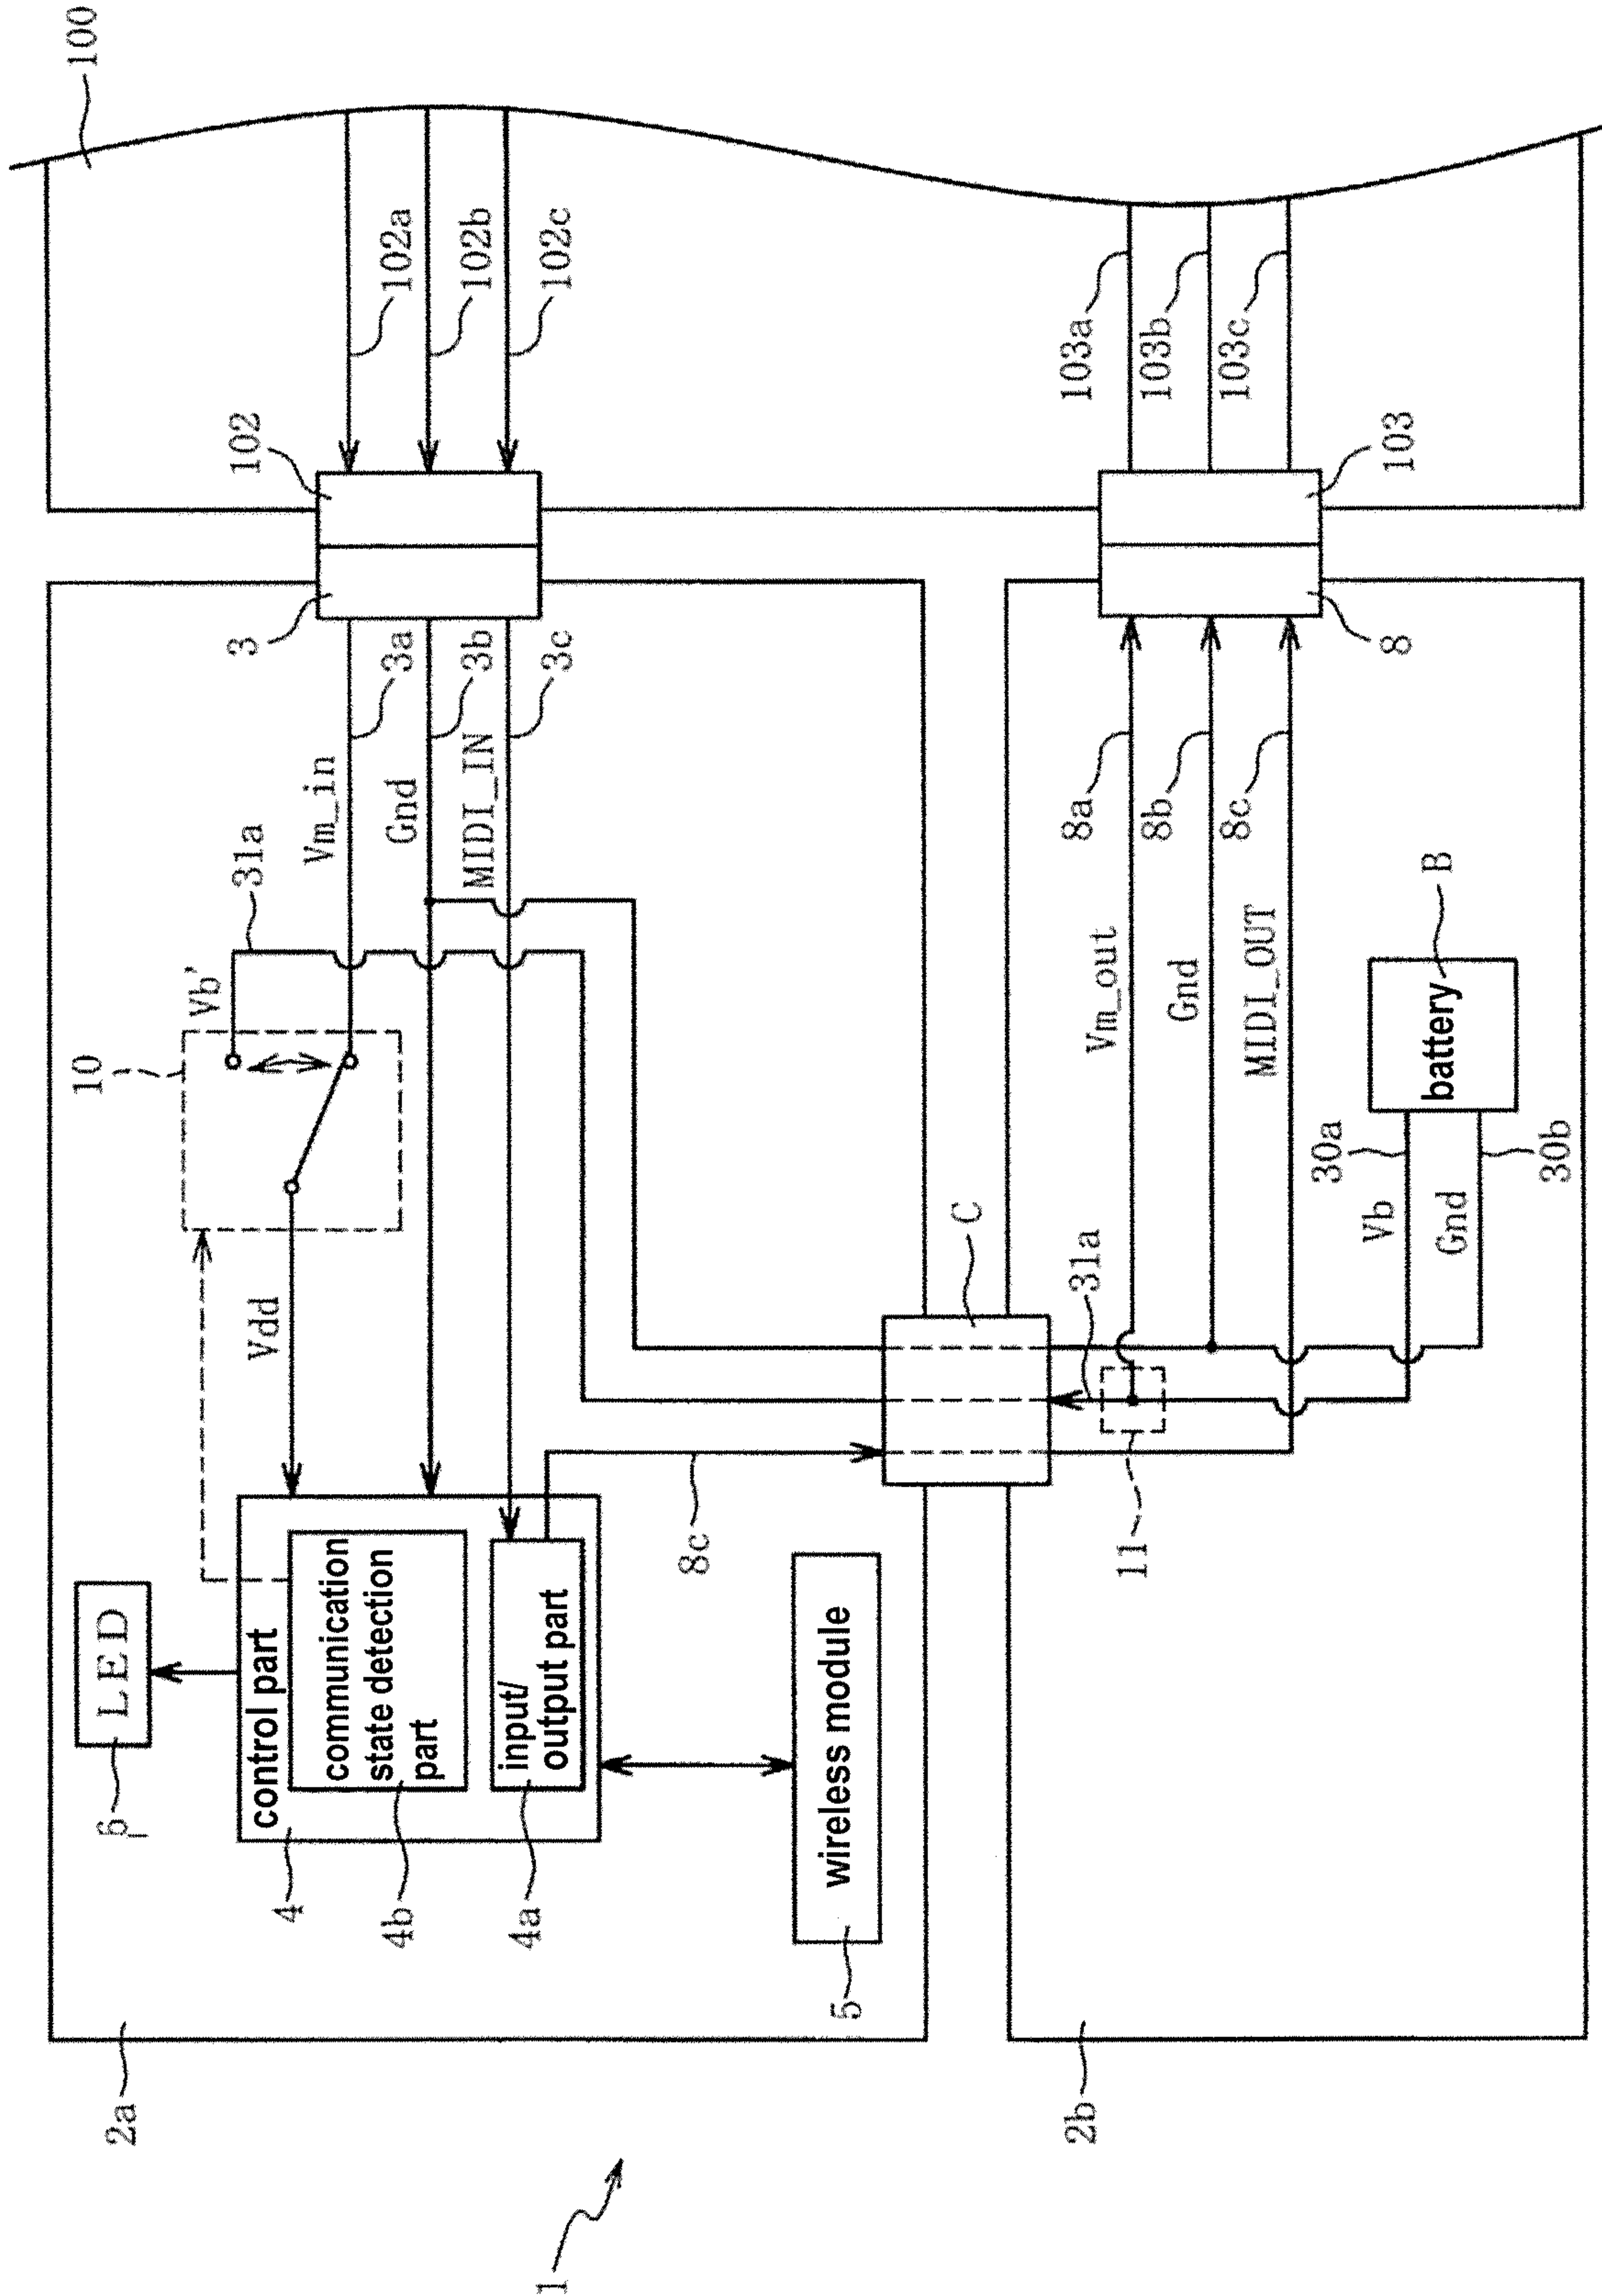 100
102a
102b
102c
103a
103b
103c
102
103
3
8
3a
3b
3c
8a
8b
8c
Vm_in
Gnd
MIDI_IN
31a
Vb'
10
Vdd
Vm_out
Gnd
MIDI_OUT
B
battery
30a
30b
Vb
Gnd
C
31a
11
8c
LED
6
control part
communication
state detection
part
input/
output part
wireless module
4
4b
4a
5
2a
2b
1